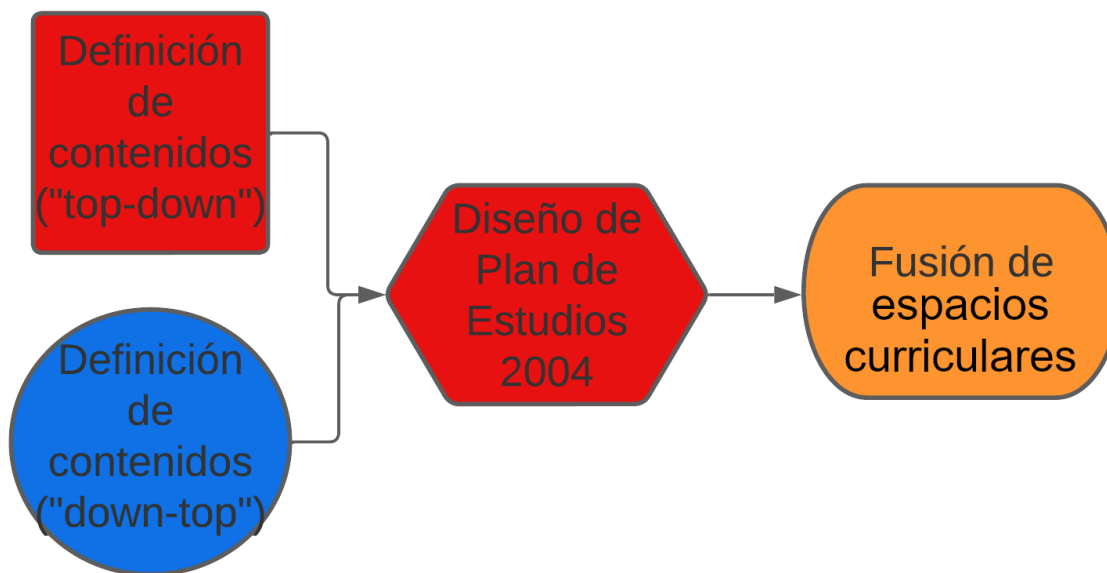 Definición
de
contenidos
("top-down")
Definición
de
contenidos
("down-top")
Diseño de
Plan de
Estudios
2004
Fusión de
espacios
curriculares